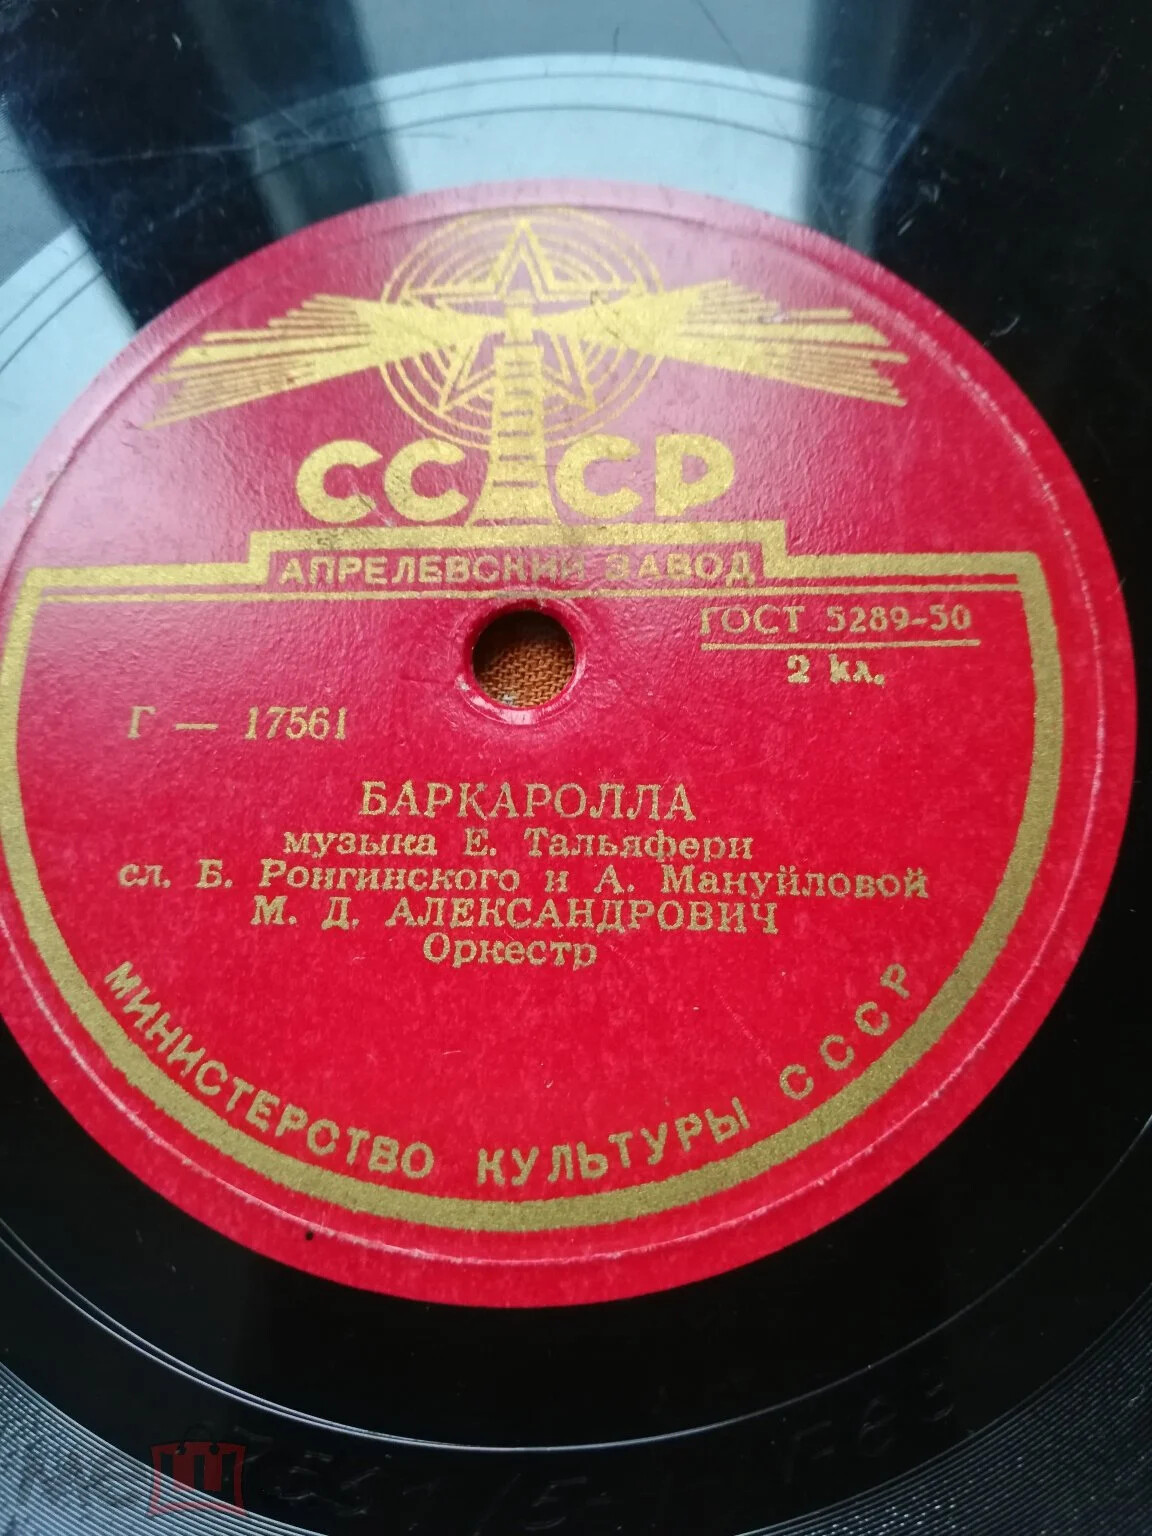 СССР
АПРЕЛЕВСКИЙ ЗАВОД
ГОСТ 5289-50
2 кл.
Г — 17561
БАРКАРОЛЛА
музыка Е. Тальяфери
сл. Б. Ронгинского и А. Мануйловой
М. Д. АЛЕКСАНДРОВИЧ
Оркестр
МИНИСТЕРСТВО КУЛЬТУРЫ СССР